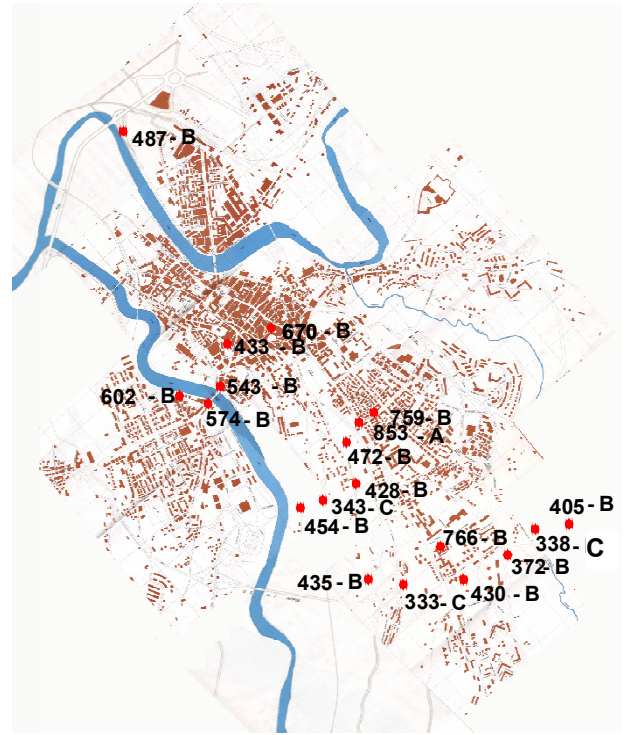 487 - B
670 - B
433 - B
543 - B
602 - B
574 - B
759 - B
853 - A
472 - B
428 - B
343 - C
454 - B
405 - B
766 - B
338 - C
372 - B
435 - B
430 - B
333 - C